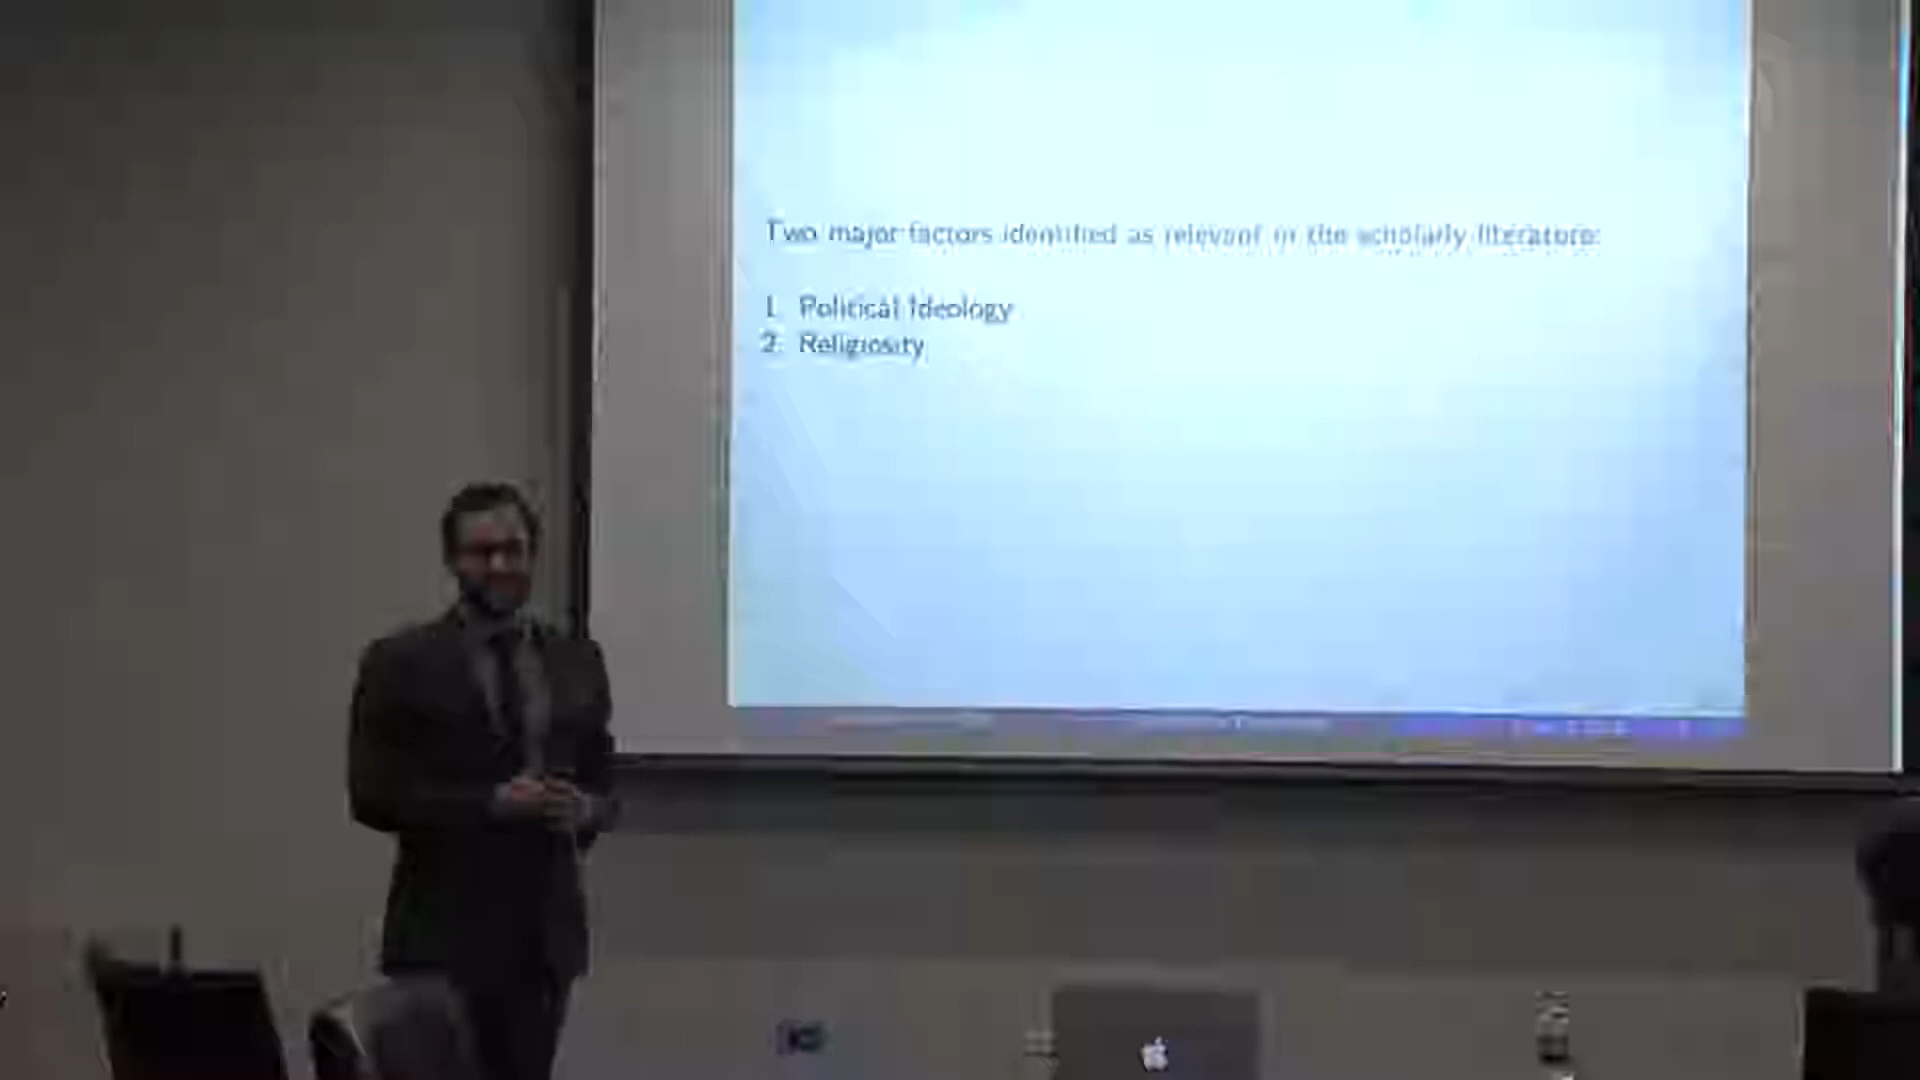 Two major factors identified as relevant in the scholarly literature:
1. Political Ideology
2. Religiosity